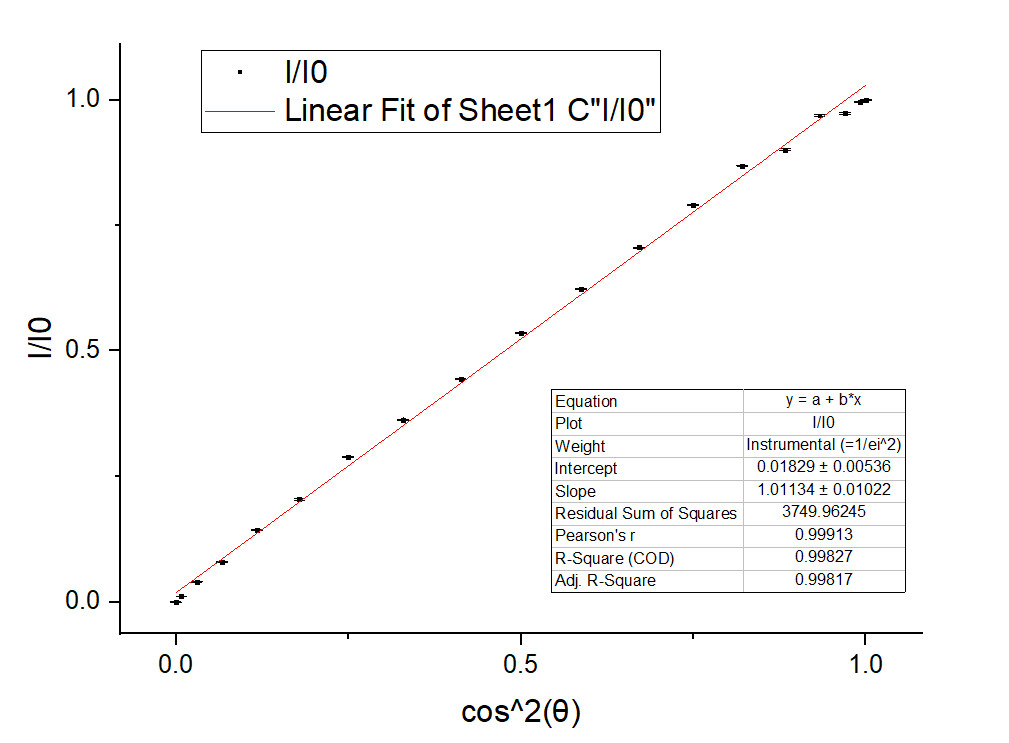 I/I0
Linear Fit of Sheet1 C"I/I0"
1.0
I/I0
0.5
Equation y = a + b*x
Plot I/I0
Weight Instrumental (=1/ei^2)
Intercept 0.01829 ± 0.00536
Slope 1.01134 ± 0.01022
Residual Sum of Squares 3749.96245
Pearson's r 0.99913
R-Square (COD) 0.99827
Adj. R-Square 0.99817
0.0
0.0 0.5 1.0
cos^2(θ)